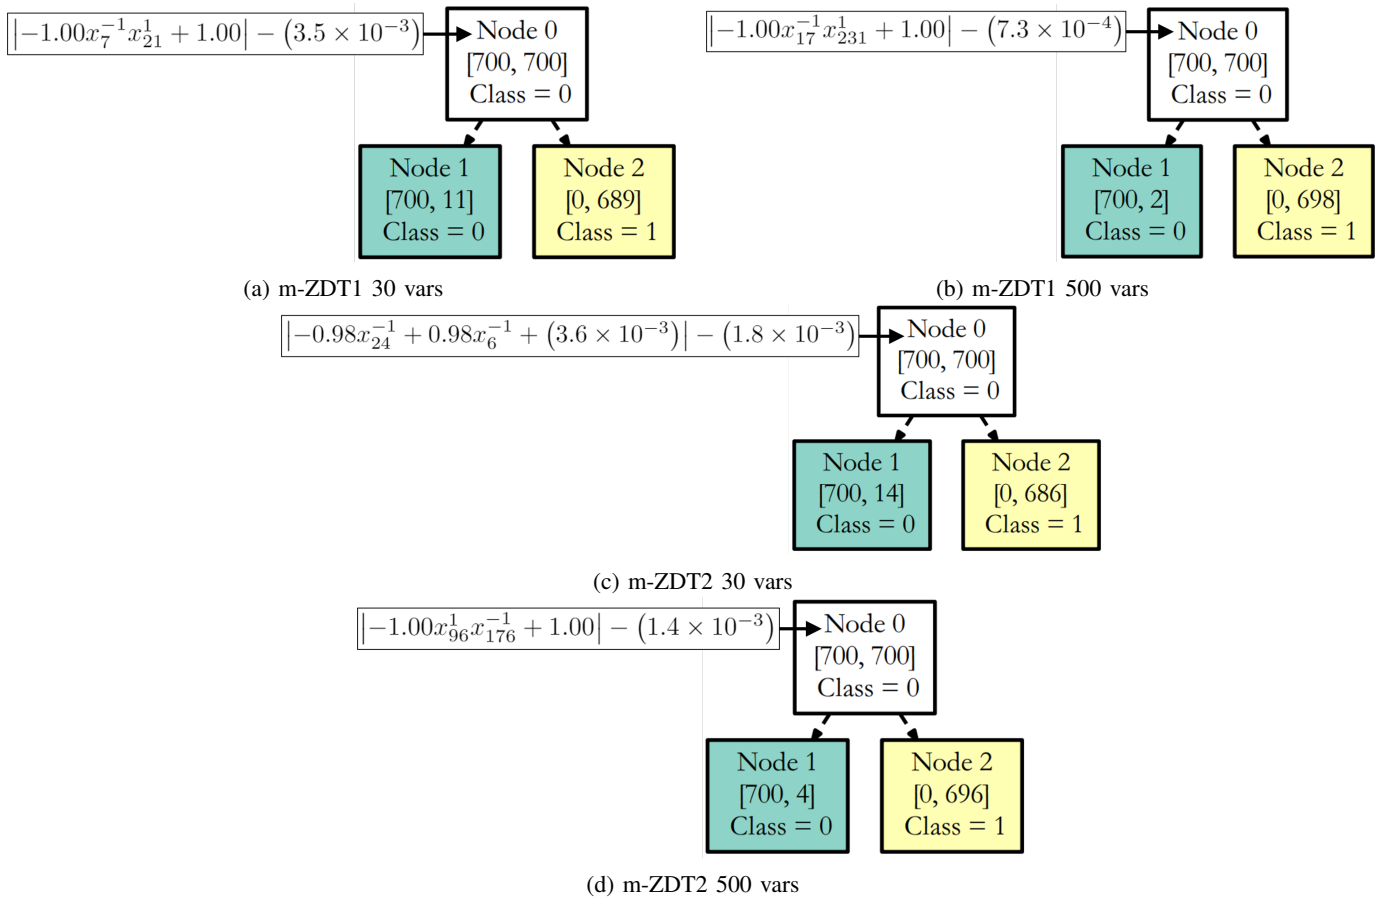 |−1.00x_7^{−1}x_{21}^1 + 1.00| − (3.5 × 10^{−3})
Node 0
[700, 700]
Class = 0
Node 1
[700, 11]
Class = 0
Node 2
[0, 689]
Class = 1
(a) m-ZDT1 30 vars
|−1.00x_{17}^{−1}x_{231}^1 + 1.00| − (7.3 × 10^{−4})
Node 0
[700, 700]
Class = 0
Node 1
[700, 2]
Class = 0
Node 2
[0, 698]
Class = 1
(b) m-ZDT1 500 vars
|−0.98x_{24}^{−1} + 0.98x_6^{−1} + (3.6 × 10^{−3})| − (1.8 × 10^{−3})
Node 0
[700, 700]
Class = 0
Node 1
[700, 14]
Class = 0
Node 2
[0, 686]
Class = 1
(c) m-ZDT2 30 vars
|−1.00x_{96}^1x_{176}^{−1} + 1.00| − (1.4 × 10^{−3})
Node 0
[700, 700]
Class = 0
Node 1
[700, 4]
Class = 0
Node 2
[0, 696]
Class = 1
(d) m-ZDT2 500 vars